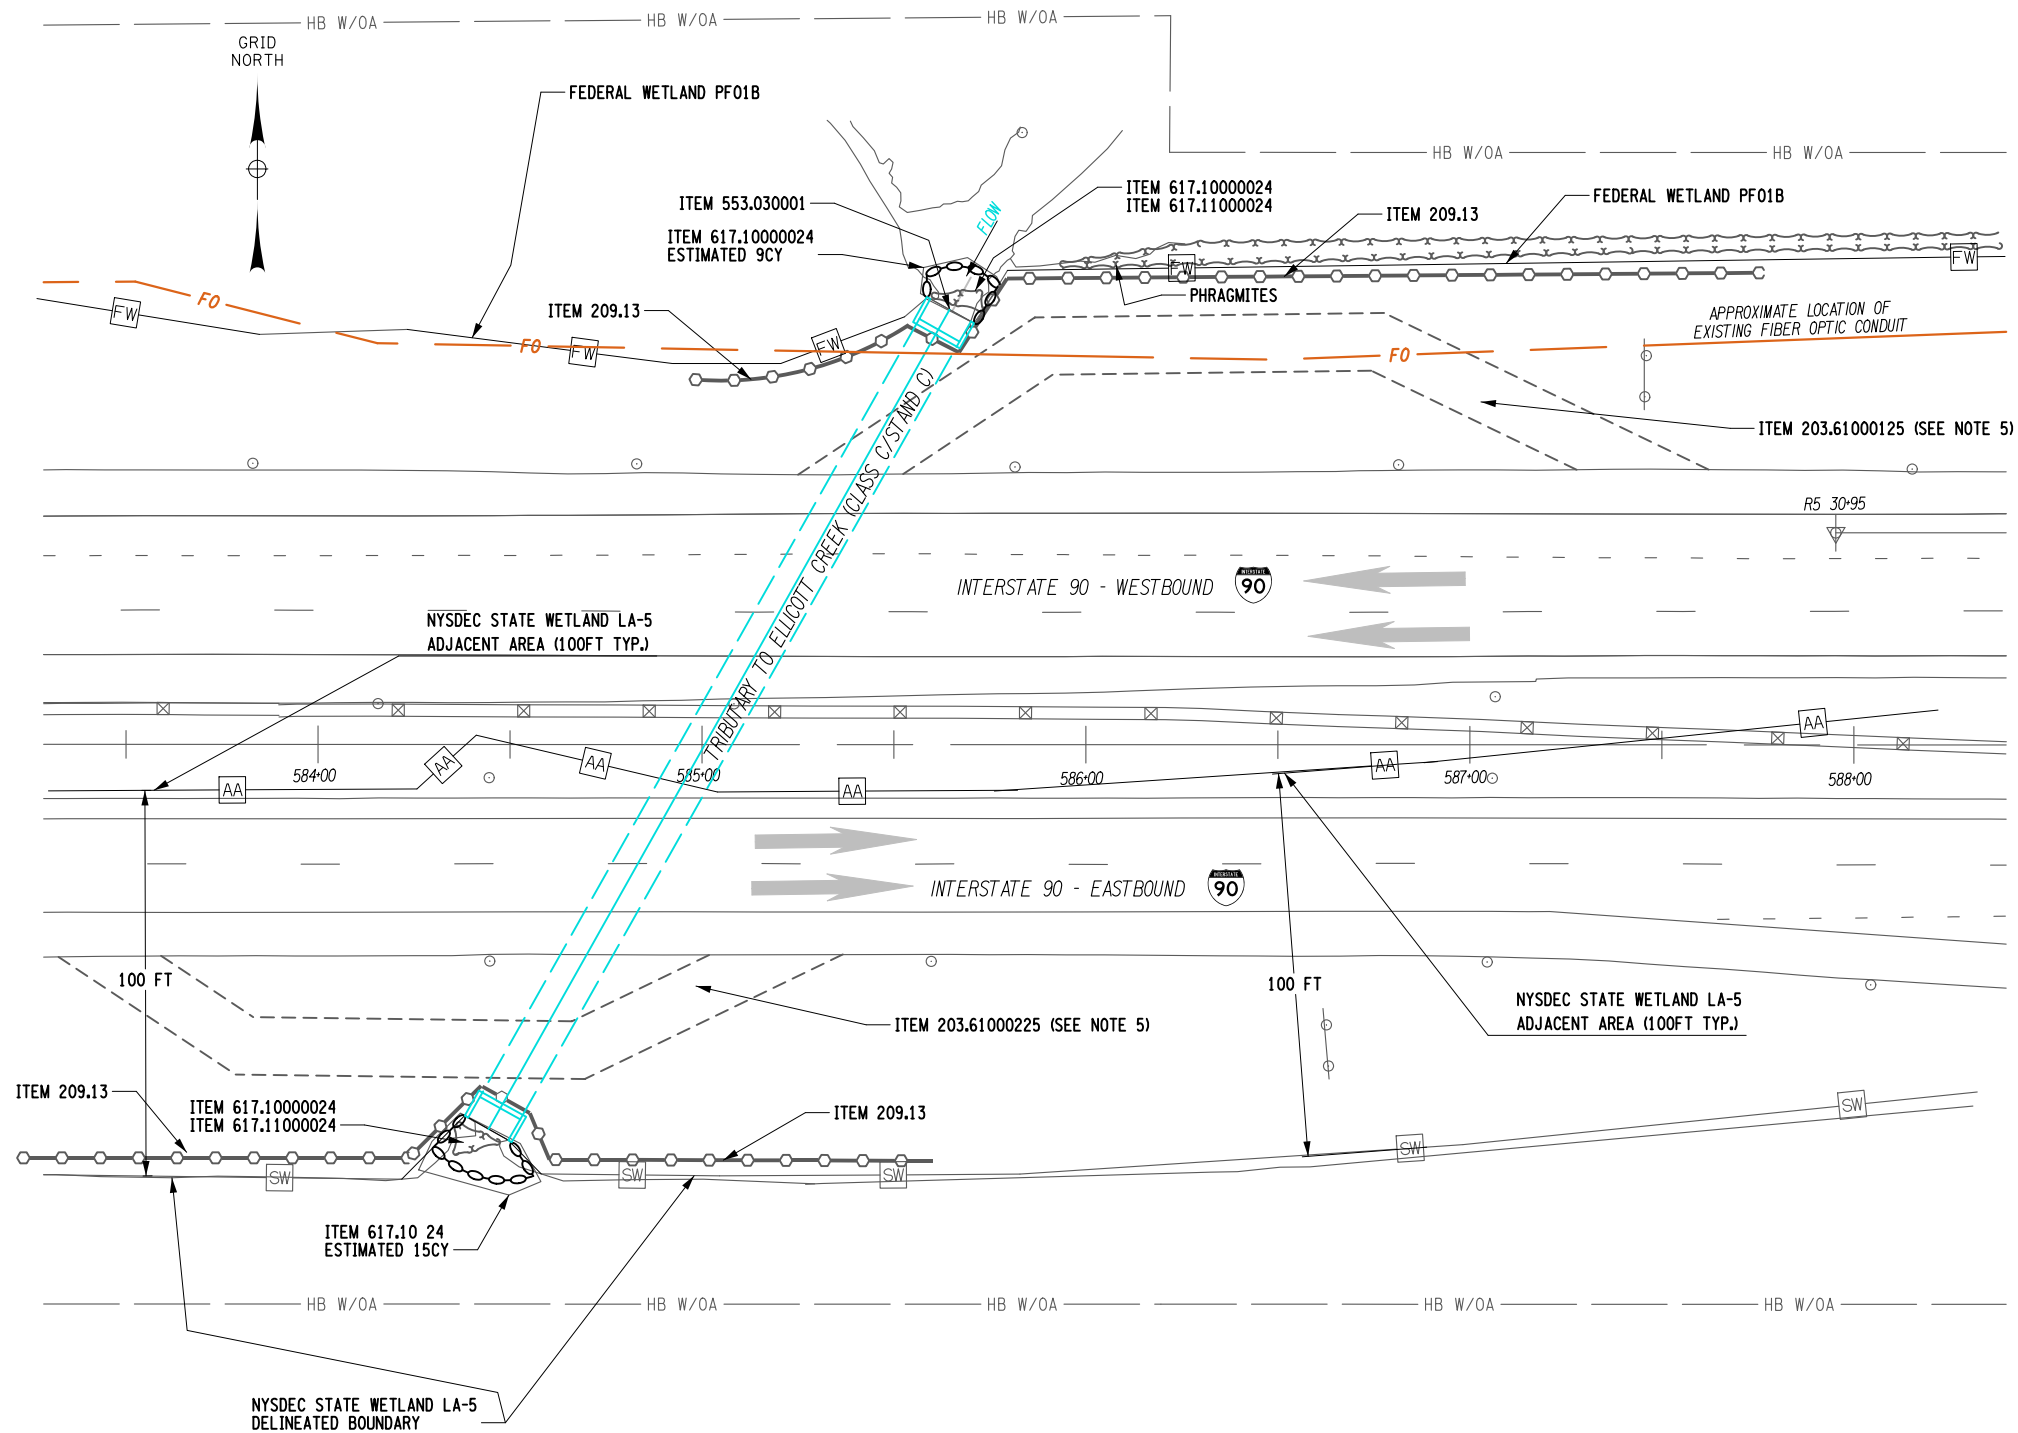 HB W/OA
HB W/OA
HB W/OA
GRID
NORTH
FEDERAL WETLAND PFO1B
HB W/OA
HB W/OA
ITEM 553.030001
ITEM 617.10000024
ITEM 617.11000024
FEDERAL WETLAND PFO1B
FLOW
ITEM 209.13
ITEM 617.10000024
ESTIMATED 9CY
FW
FW
PHRAGMITES
FO
FW
ITEM 209.13
APPROXIMATE LOCATION OF
EXISTING FIBER OPTIC CONDUIT
FO
FW
FW
FO
ITEM 203.61000125 (SEE NOTE 5)
TRIBUTARY TO ELLICOTT CREEK (CLASS C/STAND C)
R5 30+95
INTERSTATE 90 - WESTBOUND
INTERSTATE
90
NYSDEC STATE WETLAND LA-5
ADJACENT AREA (100FT TYP.)
AA
AA
AA
AA
584+00
585+00
586+00
587+00
588+00
AA
AA
INTERSTATE 90 - EASTBOUND
INTERSTATE
90
100 FT
100 FT
NYSDEC STATE WETLAND LA-5
ADJACENT AREA (100FT TYP.)
ITEM 203.61000225 (SEE NOTE 5)
ITEM 209.13
ITEM 617.10000024
ITEM 617.11000024
ITEM 209.13
SW
SW
SW
SW
SW
ITEM 617.10 24
ESTIMATED 15CY
HB W/OA
HB W/OA
HB W/OA
HB W/OA
HB W/OA
NYSDEC STATE WETLAND LA-5
DELINEATED BOUNDARY